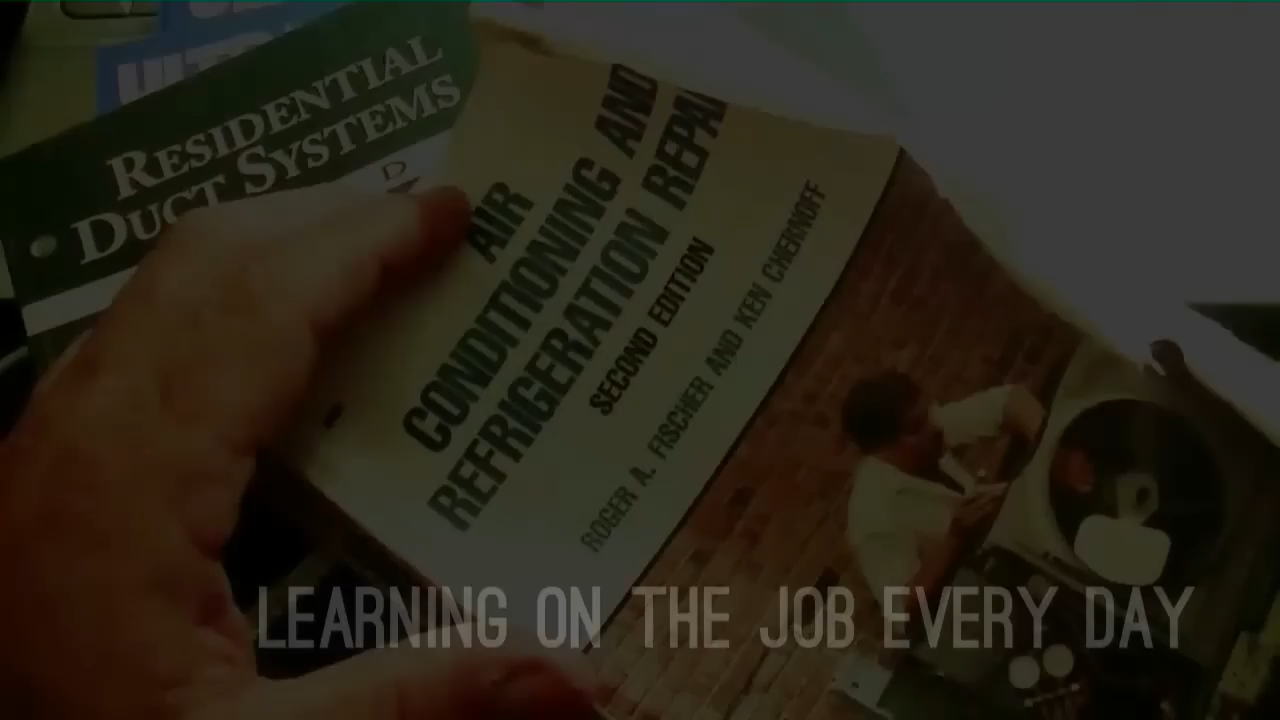 RESIDENTIAL
DUCT SYSTEMS
D
AIR
CONDITIONING AND
REFRIGERATION REPAI
SECOND EDITION
ROGER A. FISCHER AND KEN CHERNOFF
LEARNING ON THE JOB EVERY DAY